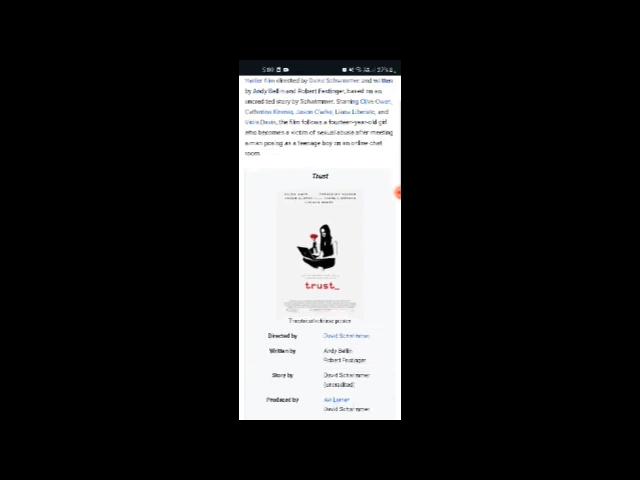 thriller film directed by David Schwimmer and written
by Andy Bellin and Robert Festinger, based on an
uncredited story by Schwimmer. Starring Clive Owen,
Catherine Keener, Jason Clarke, Liana Liberato, and
Viola Davis, the film follows a fourteen-year-old girl
who becomes a victim of sexual abuse after meeting
a man posing as a teenage boy on an online chat
room.
Trust
trust_
Theatrical release poster
Directed by David Schwimmer
Written by Andy Bellin
Robert Festinger
Story by David Schwimmer
(uncredited)
Produced by Avi Lerner
David Schwimmer